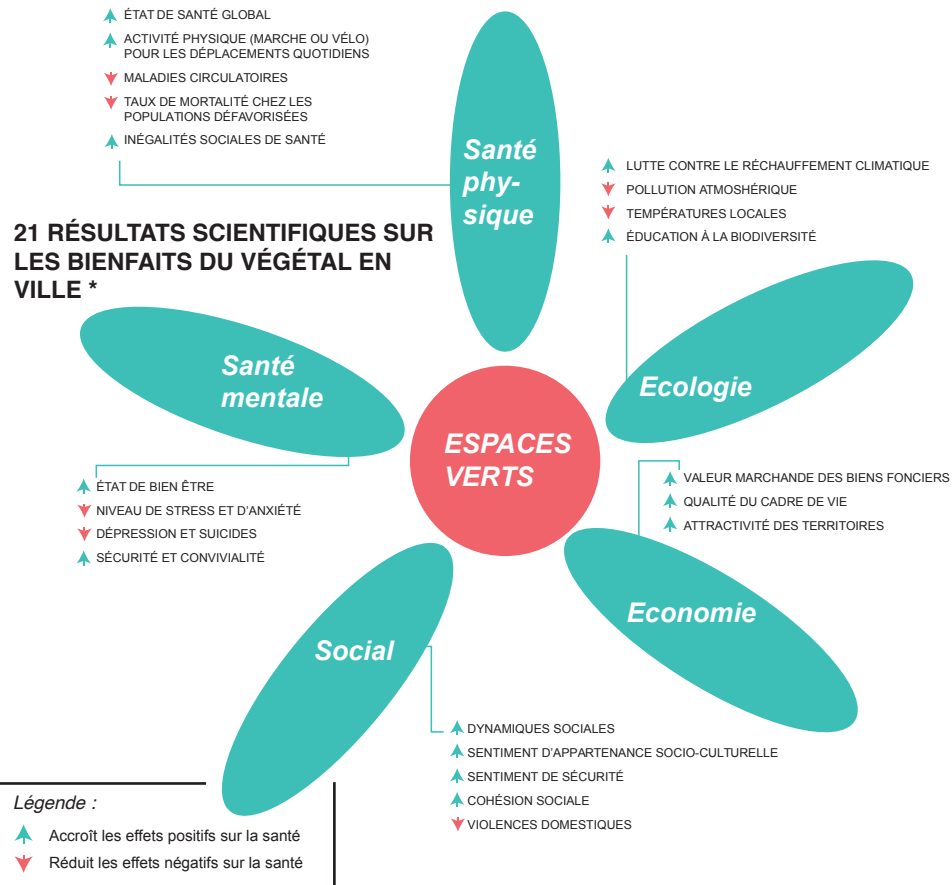 ÉTAT DE SANTÉ GLOBAL
ACTIVITÉ PHYSIQUE (MARCHE OU VÉLO)
POUR LES DÉPLACEMENTS QUOTIDIENS
MALADIES CIRCULATOIRES
TAUX DE MORTALITÉ CHEZ LES
POPULATIONS DÉFAVORISÉES
INÉGALITÉS SOCIALES DE SANTÉ
Santé
phy-
sique
LUTTE CONTRE LE RÉCHAUFFEMENT CLIMATIQUE
POLLUTION ATMOSHÉRIQUE
TEMPÉRATURES LOCALES
ÉDUCATION À LA BIODIVERSITÉ
21 RÉSULTATS SCIENTIFIQUES SUR
LES BIENFAITS DU VÉGÉTAL EN
VILLE *
Santé
mentale
Ecologie
ESPACES
VERTS
ÉTAT DE BIEN ÊTRE
NIVEAU DE STRESS ET D'ANXIÉTÉ
DÉPRESSION ET SUICIDES
SÉCURITÉ ET CONVIVIALITÉ
VALEUR MARCHANDE DES BIENS FONCIERS
QUALITÉ DU CADRE DE VIE
ATTRACTIVITÉ DES TERRITOIRES
Economie
Social
DYNAMIQUES SOCIALES
SENTIMENT D'APPARTENANCE SOCIO-CULTURELLE
SENTIMENT DE SÉCURITÉ
COHÉSION SOCIALE
VIOLENCES DOMESTIQUES
Légende :
Accroît les effets positifs sur la santé
Réduit les effets négatifs sur la santé